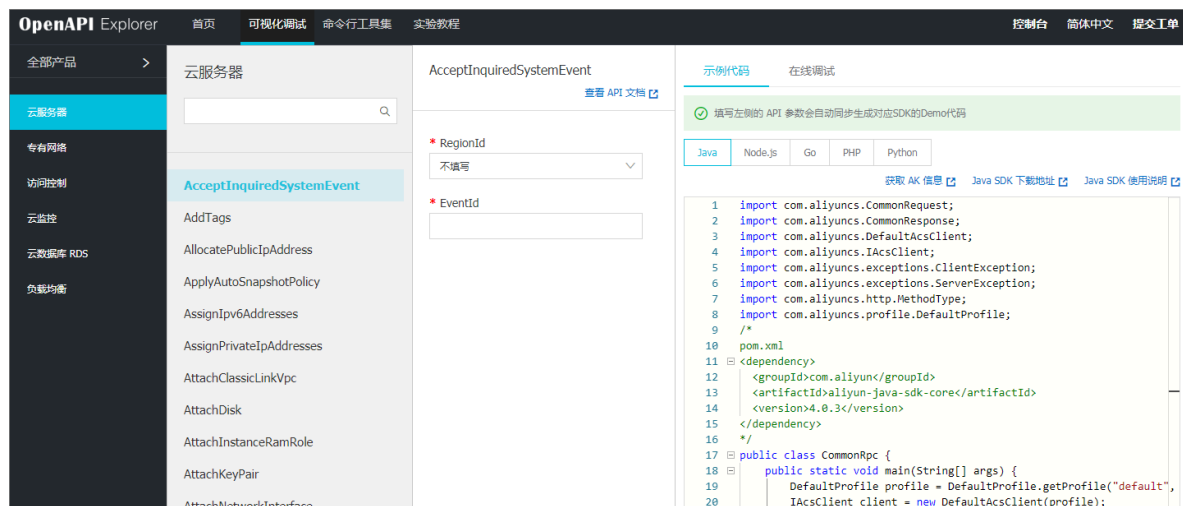 OpenAPI Explorer 首页 可视化调试 命令行工具集 实验教程 控制台 简体中文 提交工单
全部产品
云服务器
专有网络
访问控制
云监控
云数据库 RDS
负载均衡
云服务器
AcceptInquiredSystemEvent
AddTags
AllocatePublicIpAddress
ApplyAutoSnapshotPolicy
AssignIpv6Addresses
AssignPrivateIpAddresses
AttachClassicLinkVpc
AttachDisk
AttachInstanceRamRole
AttachKeyPair
AttachNetworkInterface
AcceptInquiredSystemEvent
查看 API 文档
* RegionId
不填写
* EventId
示例代码 在线调试
填写左侧的 API 参数会自动同步生成对应SDK的Demo代码
Java Node.js Go PHP Python
获取 AK 信息 Java SDK 下载地址 Java SDK 使用说明
1 import com.aliyuncs.CommonRequest;
2 import com.aliyuncs.CommonResponse;
3 import com.aliyuncs.DefaultAcsClient;
4 import com.aliyuncs.IAcsClient;
5 import com.aliyuncs.exceptions.ClientException;
6 import com.aliyuncs.exceptions.ServerException;
7 import com.aliyuncs.http.MethodType;
8 import com.aliyuncs.profile.DefaultProfile;
9 /*
10 pom.xml
11 <dependency>
12 <groupId>com.aliyun</groupId>
13 <artifactId>aliyun-java-sdk-core</artifactId>
14 <version>4.0.3</version>
15 </dependency>
16 */
17 public class CommonRpc {
18 public static void main(String[] args) {
19 DefaultProfile profile = DefaultProfile.getProfile("default",
20 IAcsClient client = new DefaultAcsClient(profile);